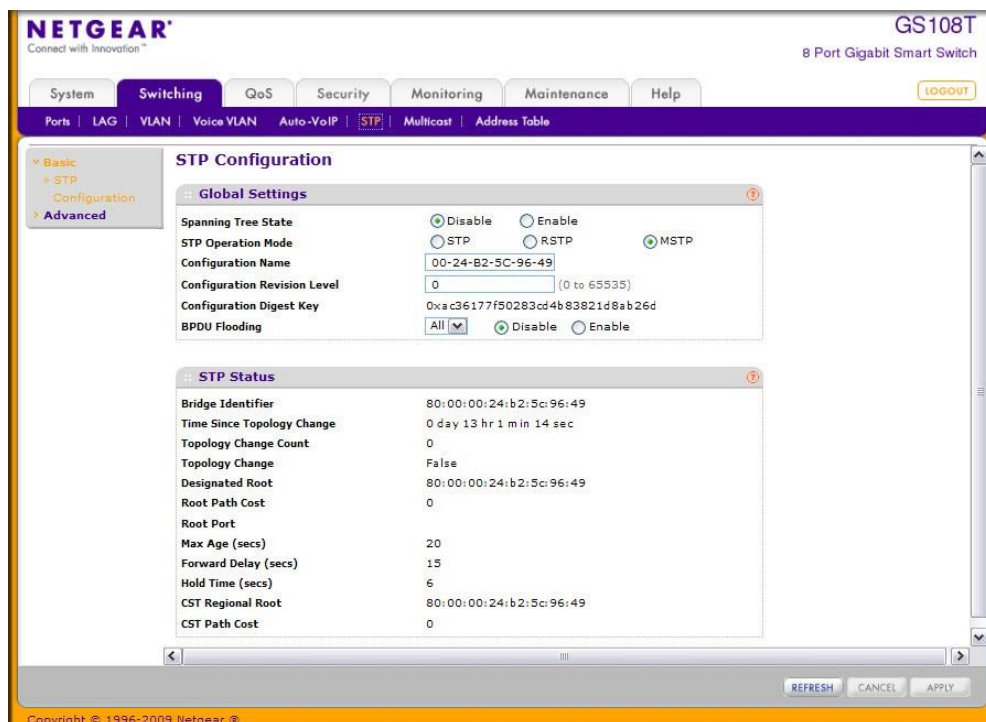 NETGEAR®
Connect with Innovation™
GS108T
8 Port Gigabit Smart Switch
System Switching QoS Security Monitoring Maintenance Help LOGOUT
Ports | LAG | VLAN | Voice VLAN Auto-VoIP | STP | Multicast | Address Table
Basic
STP
Configuration
Advanced
STP Configuration
Global Settings
Spanning Tree State Disable Enable
STP Operation Mode STP RSTP MSTP
Configuration Name 00-24-B2-5C-96-49
Configuration Revision Level 0 (0 to 65535)
Configuration Digest Key 0xac36177f50283cd4b83821d8ab26d
BPDU Flooding All Disable Enable
STP Status
Bridge Identifier 80:00:00:24:b2:5c:96:49
Time Since Topology Change 0 day 13 hr 1 min 14 sec
Topology Change Count 0
Topology Change False
Designated Root 80:00:00:24:b2:5c:96:49
Root Path Cost 0
Root Port
Max Age (secs) 20
Forward Delay (secs) 15
Hold Time (secs) 6
CST Regional Root 80:00:00:24:b2:5c:96:49
CST Path Cost 0
REFRESH CANCEL APPLY
Copyright © 1996-2009 Netgear ®